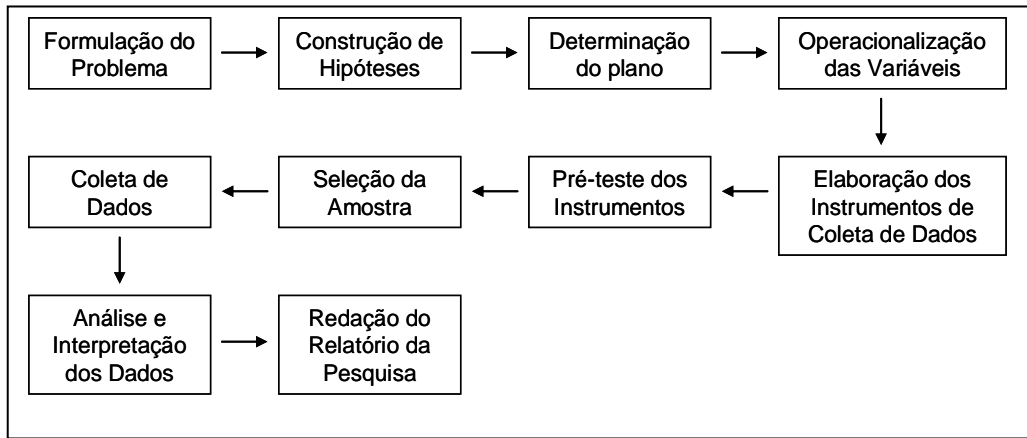 Formulação do
Problema
Construção de
Hipóteses
Determinação
do plano
Operacionalização
das Variáveis
Elaboração dos
Instrumentos de
Coleta de Dados
Pré-teste dos
Instrumentos
Seleção da
Amostra
Coleta de
Dados
Análise e
Interpretação
dos Dados
Redação do
Relatório da
Pesquisa